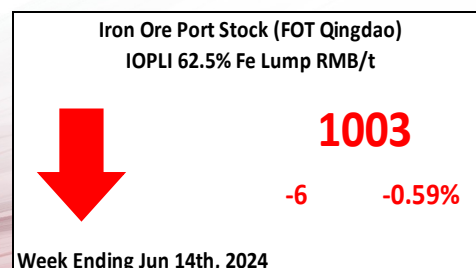 Iron Ore Port Stock (FOT Qingdao)
IOPLI 62.5% Fe Lump RMB/t
1003
-6 -0.59%
Week Ending Jun 14th, 2024